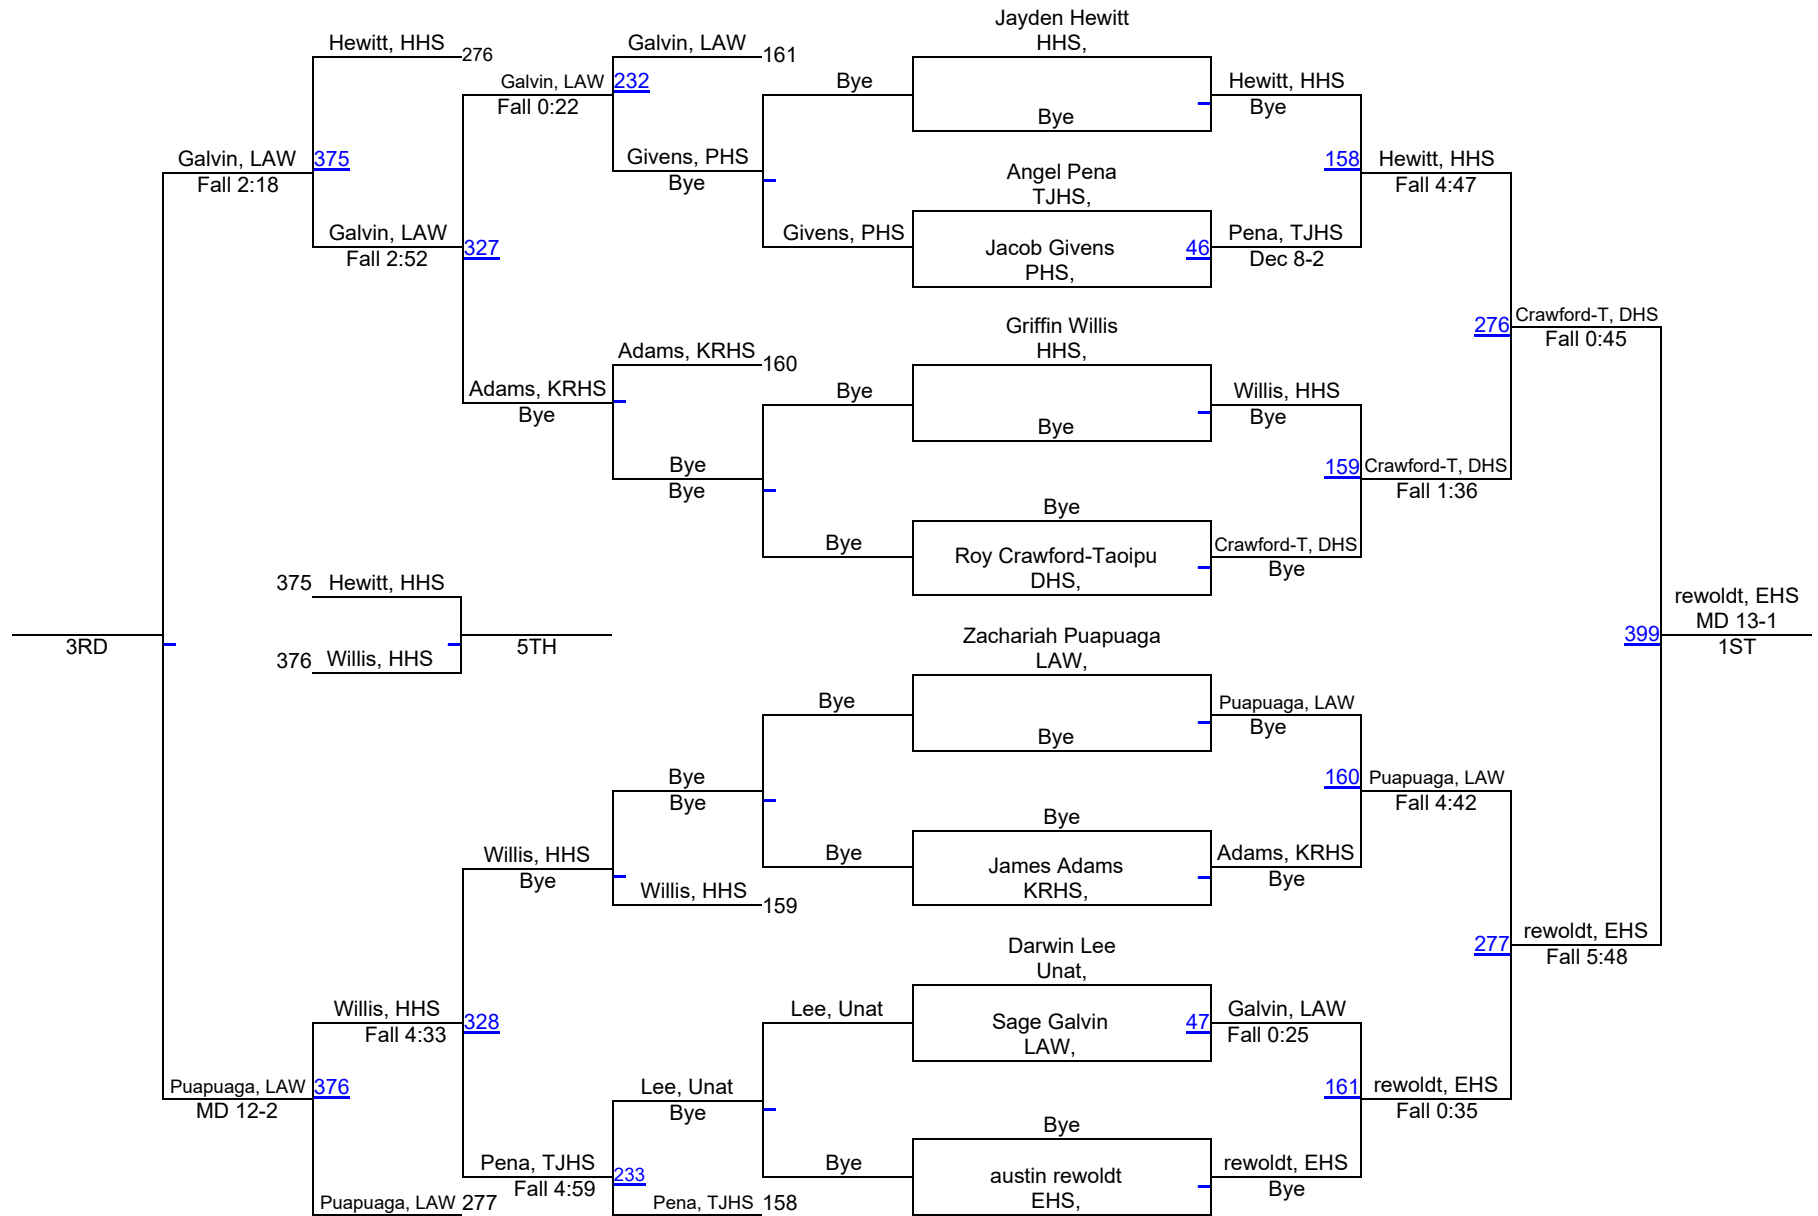 Jayden Hewitt
HHS,
Bye
Angel Pena
TJHS,
Jacob Givens
PHS,
46
Griffin Willis
HHS,
Bye
Bye
Roy Crawford-Taoipu
DHS,
Zachariah Puapuaga
LAW,
Bye
Bye
James Adams
KRHS,
Darwin Lee
Unat,
Sage Galvin
LAW,
47
Bye
austin rewoldt
EHS,
Hewitt, HHS
Bye
158
Pena, TJHS
Dec 8-2
Willis, HHS
Bye
159
Crawford-T, DHS
Bye
Puapuaga, LAW
Bye
160
Adams, KRHS
Bye
Galvin, LAW
Fall 0:25
161
rewoldt, EHS
Bye
Hewitt, HHS
Fall 4:47
276
Crawford-T, DHS
Fall 1:36
Puapuaga, LAW
Fall 4:42
277
rewoldt, EHS
Fall 0:35
Crawford-T, DHS
Fall 0:45
399
rewoldt, EHS
Fall 5:48
rewoldt, EHS
MD 13-1
1ST
Bye
Givens, PHS
Bye
Bye
Bye
Bye
Lee, Unat
Bye
Galvin, LAW 161
232
Givens, PHS
Bye
Adams, KRHS 160
Bye
Bye
Bye
Bye
Willis, HHS 159
Lee, Unat
Bye
233
Pena, TJHS 158
Galvin, LAW
Fall 0:22
327
Adams, KRHS
Bye
Willis, HHS
Bye
328
Pena, TJHS
Fall 4:59
Hewitt, HHS 276
375
Galvin, LAW
Fall 2:52
375 Hewitt, HHS
5TH
376 Willis, HHS
Willis, HHS
Fall 4:33
376
Puapuaga, LAW 277
Galvin, LAW
Fall 2:18
3RD
Puapuaga, LAW
MD 12-2